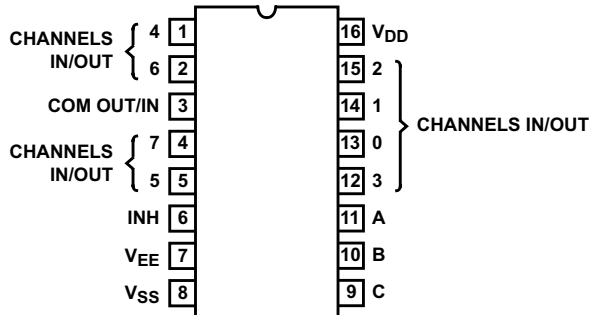 CHANNELS
IN/OUT
4 1
6 2
COM OUT/IN 3
CHANNELS
IN/OUT
7 4
5 5
INH 6
VEE 7
VSS 8
16 VDD
15 2
14 1
13 0
12 3
CHANNELS IN/OUT
11 A
10 B
9 C